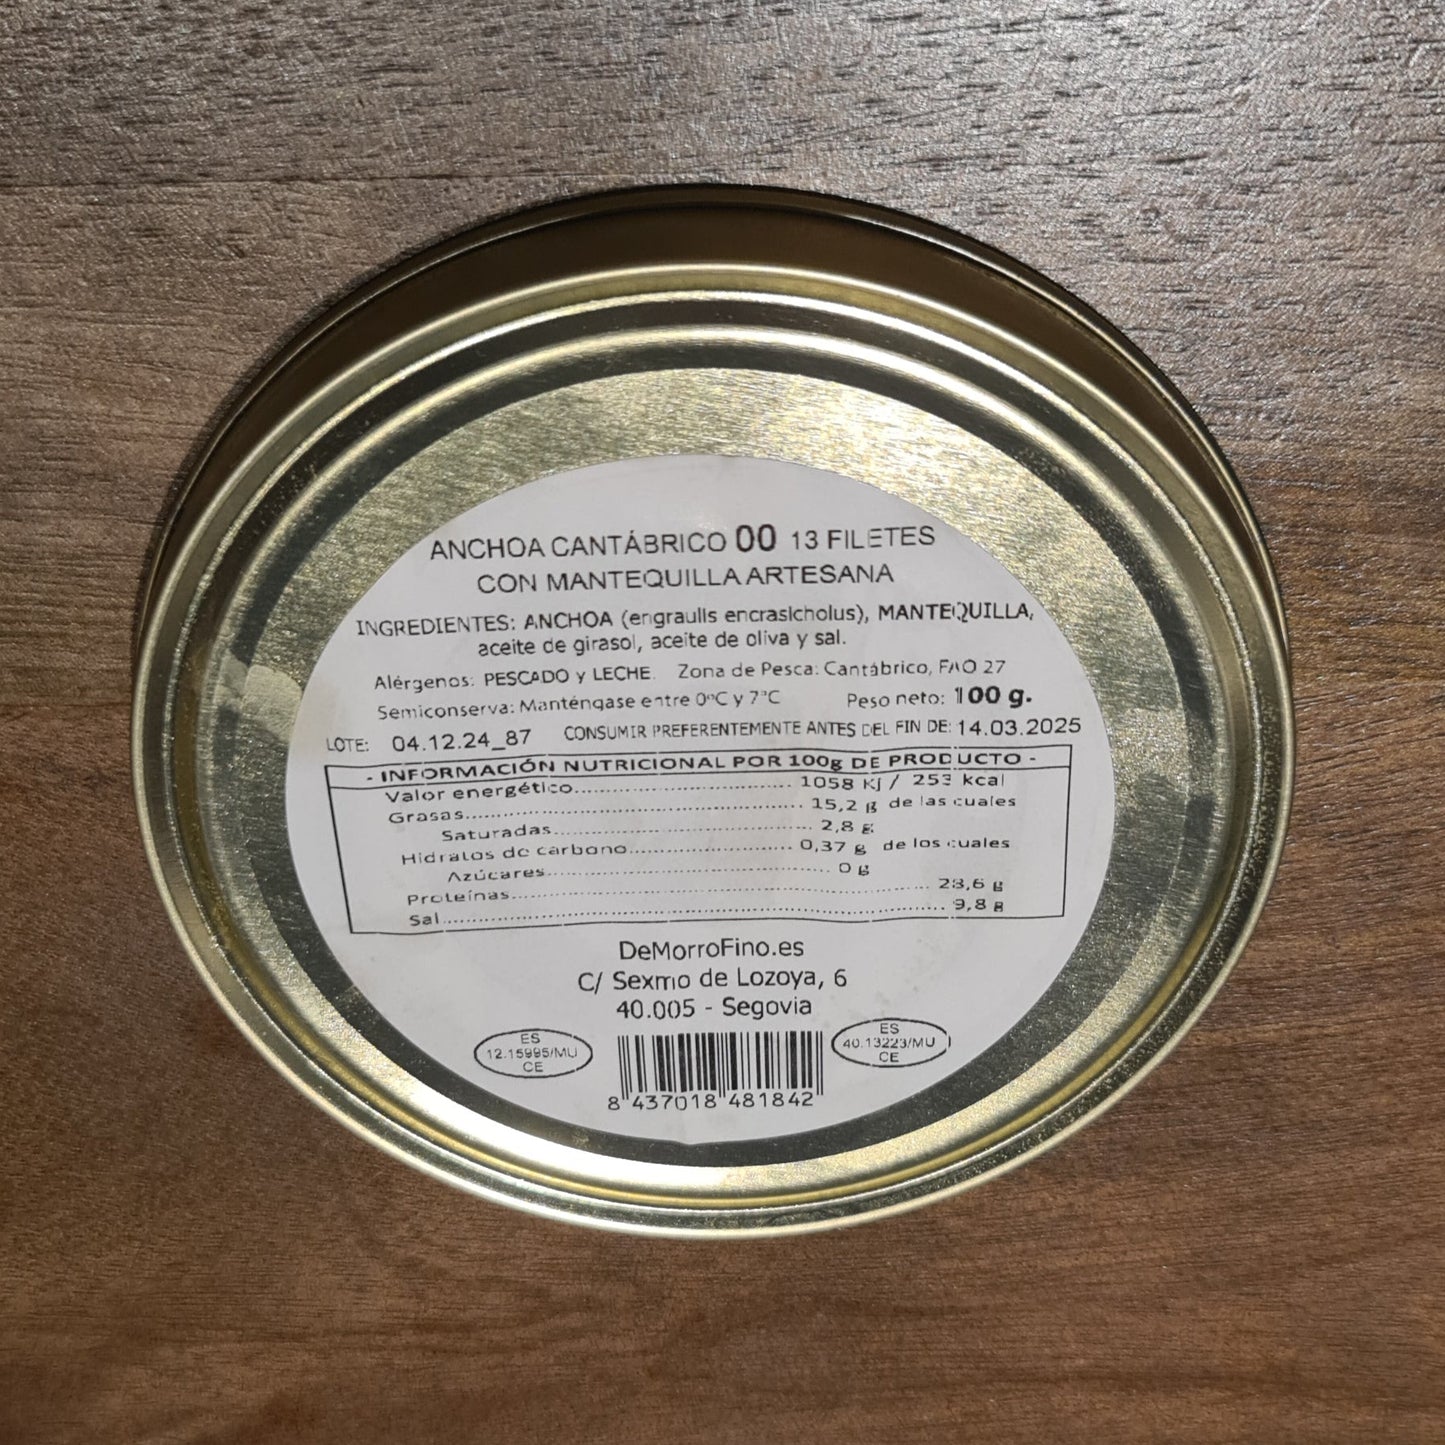 ANCHOA CANTÁBRICO 00 13 FILETES
CON MANTEQUILLA ARTESANA
INGREDIENTES: ANCHOA (engraulis encrasicholus), MANTEQUILLA,
aceite de girasol, aceite de oliva y sal.
Alérgenos: PESCADO y LECHE. Zona de Pesca: Cantábrico, FAO 27
Semiconserva: Manténgase entre 0ºC y 7ºC Peso neto: 100 g.
LOTE: 04.12.24_87 CONSUMIR PREFERENTEMENTE ANTES DEL FIN DE: 14.03.2025
- INFORMACIÓN NUTRICIONAL POR 100g DE PRODUCTO -
Valor energético.......................... 1058 KJ / 253 kcal
Grasas.......................................... 15,2 g de las cuales
Saturadas................................ 2,8 g
Hidratos de carbono.................... 0,37 g de los cuales
Azúcares.................................. 0 g
Proteínas..................................................... 28,6 g
Sal............................................................... 9,8 g
DeMorroFino.es
C/ Sexmo de Lozoya, 6
40.005 - Segovia
ES
12.15995/MU
CE
ES
40.13223/MU
CE
8 437018 481842